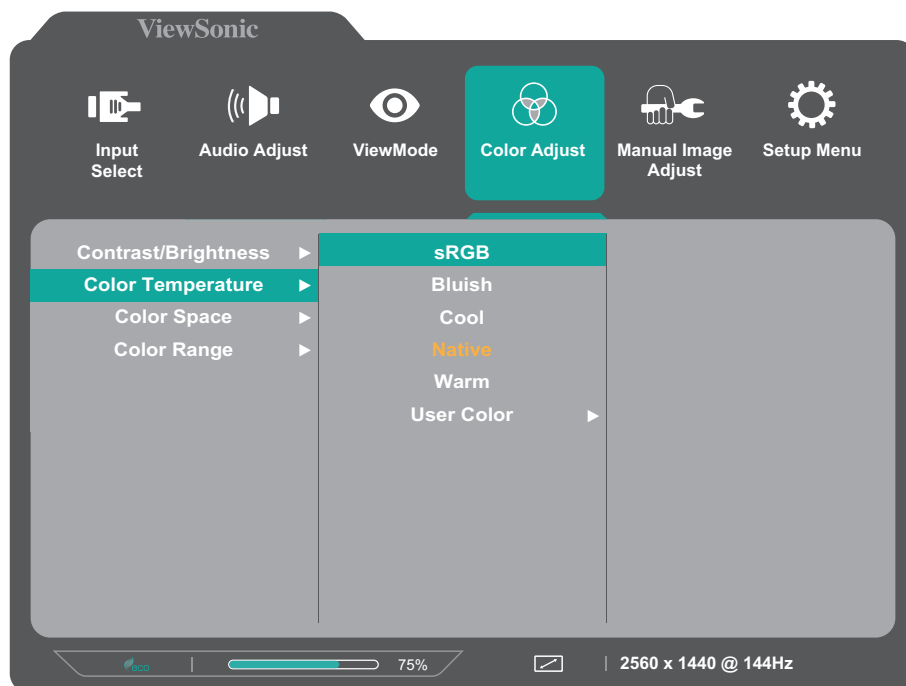 ViewSonic
Input
Select
Audio Adjust
ViewMode
Color Adjust
Manual Image
Adjust
Setup Menu
Contrast/Brightness
Color Temperature
Color Space
Color Range
sRGB
Bluish
Cool
Native
Warm
User Color
eco
75%
2560 x 1440 @ 144Hz